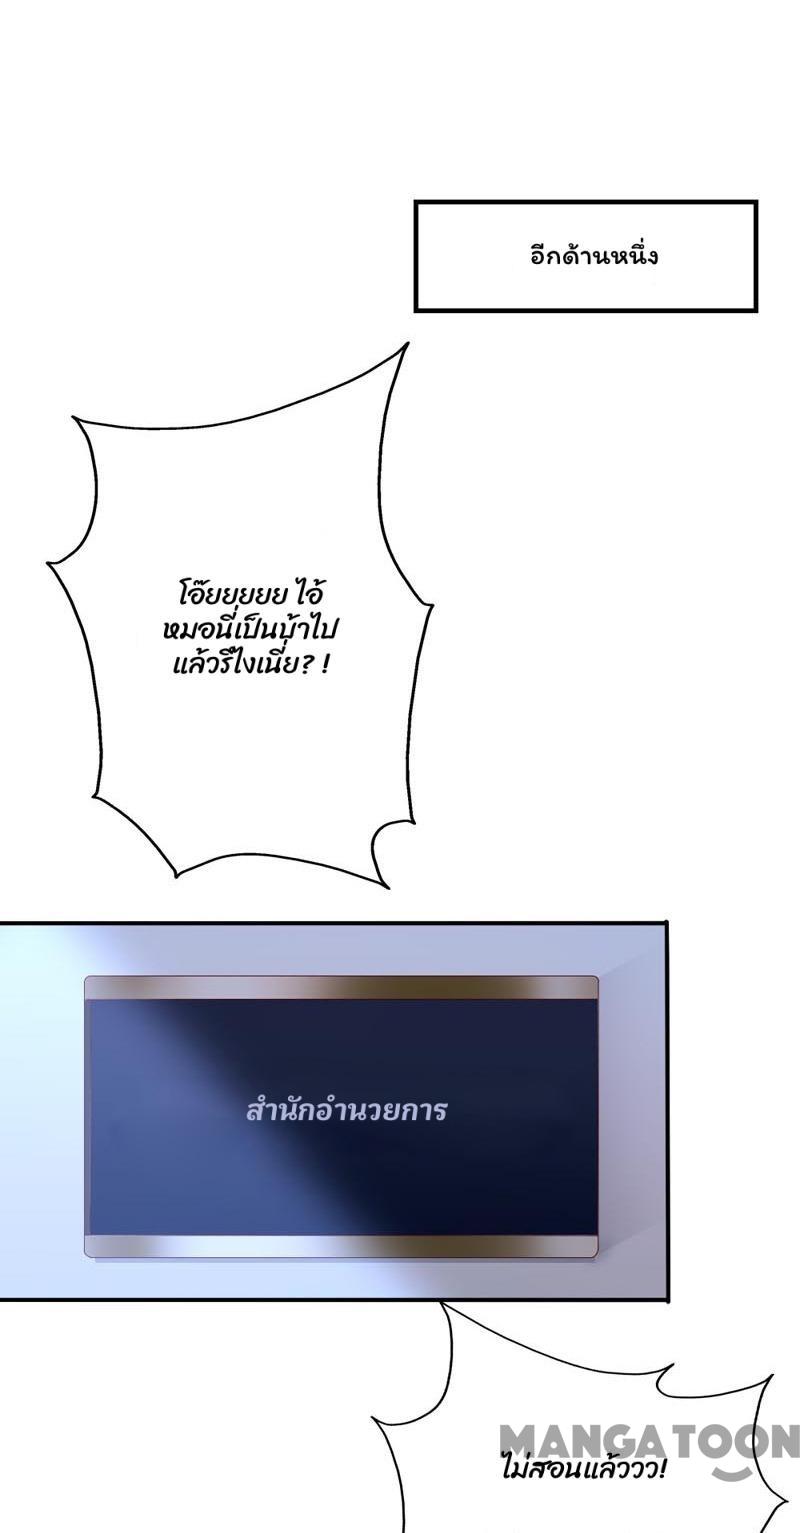 อีกด้านหนึ่ง
โอ๊ยยยยย ไอ้
หมอนี่เป็นบ้าไป
แล้วรึไงเนี่ย?!
สำนักอำนวยการ
MANGATOON
ไม่สอนแล้ววว!